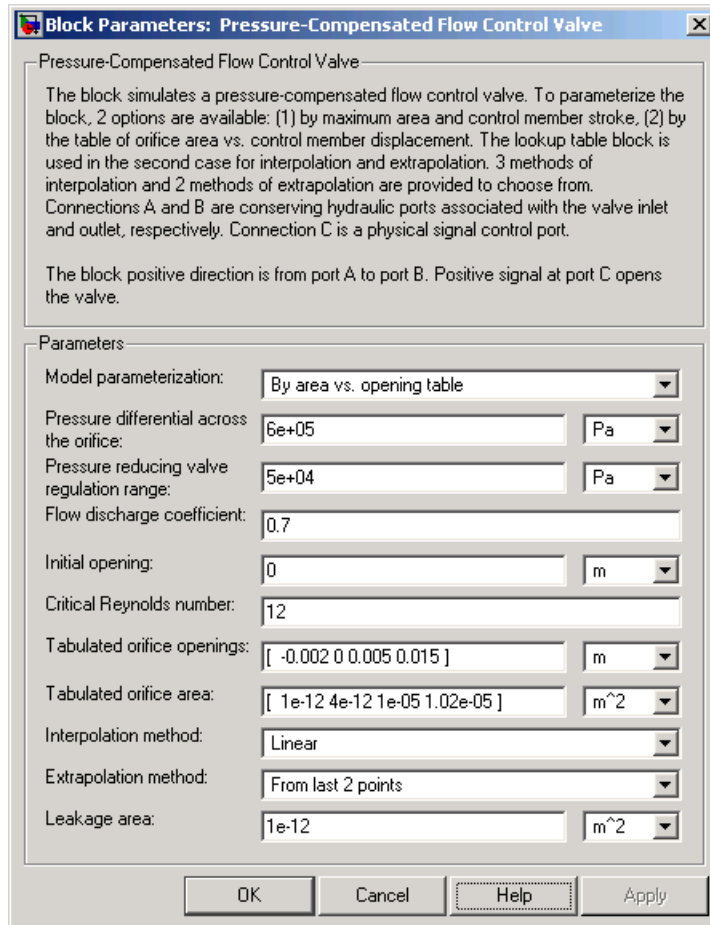 Block Parameters: Pressure-Compensated Flow Control Valve
Pressure-Compensated Flow Control Valve
The block simulates a pressure-compensated flow control valve. To parameterize the
block, 2 options are available: (1) by maximum area and control member stroke, (2) by
the table of orifice area vs. control member displacement. The lookup table block is
used in the second case for interpolation and extrapolation. 3 methods of
interpolation and 2 methods of extrapolation are provided to choose from.
Connections A and B are conserving hydraulic ports associated with the valve inlet
and outlet, respectively. Connection C is a physical signal control port.
The block positive direction is from port A to port B. Positive signal at port C opens
the valve.
Parameters
Model parameterization: By area vs. opening table
Pressure differential across
the orifice: 6e+05 Pa
Pressure reducing valve
regulation range: 5e+04 Pa
Flow discharge coefficient: 0.7
Initial opening: 0 m
Critical Reynolds number: 12
Tabulated orifice openings: [ -0.002 0 0.005 0.015 ] m
Tabulated orifice area: [ 1e-12 4e-12 1e-05 1.02e-05 ] m^2
Interpolation method: Linear
Extrapolation method: From last 2 points
Leakage area: 1e-12 m^2
OK Cancel Help Apply